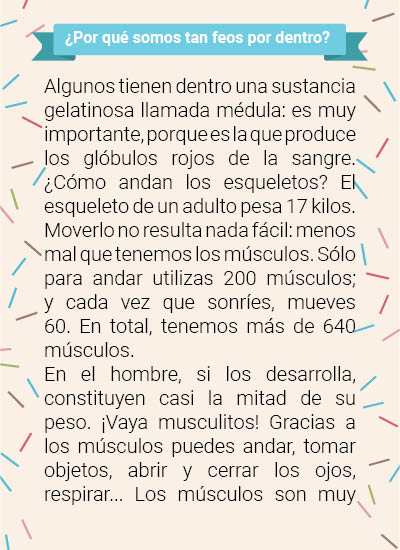 ¿Por qué somos tan feos por dentro?
Algunos tienen dentro una sustancia
gelatinosa llamada médula: es muy
importante, porque es la que produce
los glóbulos rojos de la sangre.
¿Cómo andan los esqueletos? El
esqueleto de un adulto pesa 17 kilos.
Moverlo no resulta nada fácil: menos
mal que tenemos los músculos. Sólo
para andar utilizas 200 músculos;
y cada vez que sonríes, mueves
60. En total, tenemos más de 640
músculos.
En el hombre, si los desarrolla,
constituyen casi la mitad de su
peso. ¡Vaya musculitos! Gracias a
los músculos puedes andar, tomar
objetos, abrir y cerrar los ojos,
respirar... Los músculos son muy